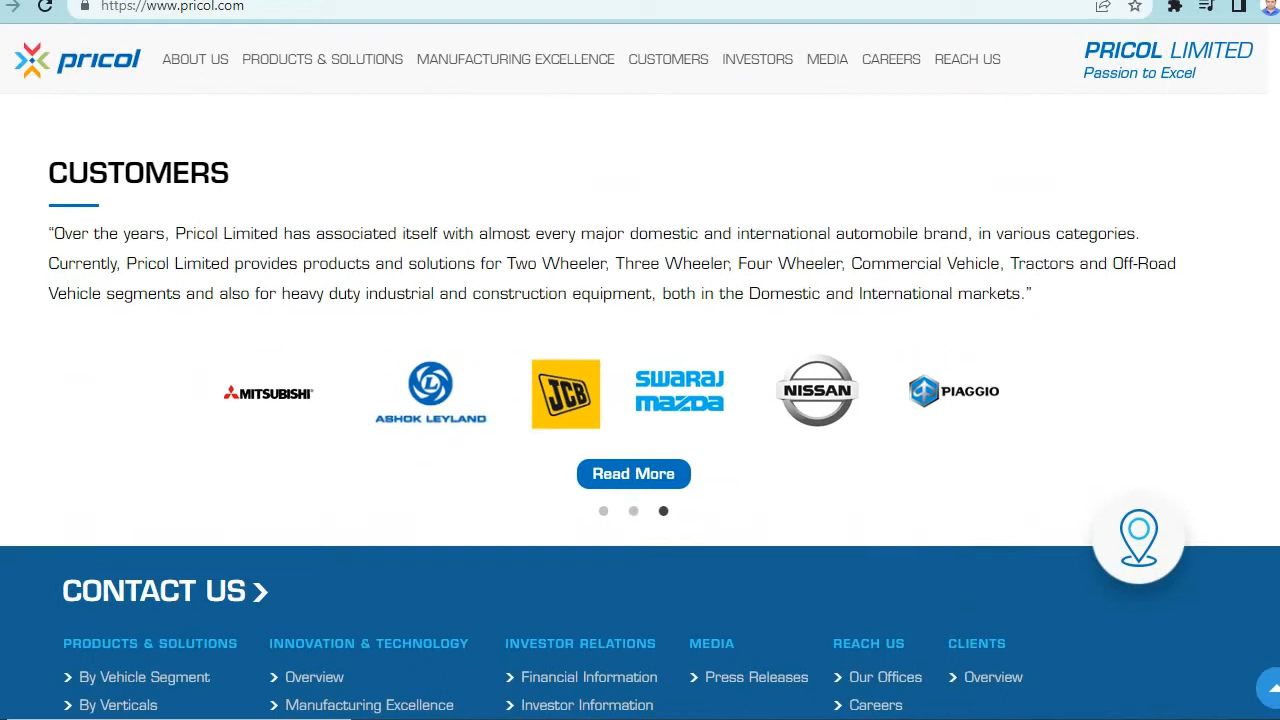 https://www.pricol.com
pricol
ABOUT US PRODUCTS & SOLUTIONS MANUFACTURING EXCELLENCE CUSTOMERS INVESTORS MEDIA CAREERS REACH US
PRICOL LIMITED
Passion to Excel
CUSTOMERS
“Over the years, Pricol Limited has associated itself with almost every major domestic and international automobile brand, in various categories.
Currently, Pricol Limited provides products and solutions for Two Wheeler, Three Wheeler, Four Wheeler, Commercial Vehicle, Tractors and Off-Road
Vehicle segments and also for heavy duty industrial and construction equipment, both in the Domestic and International markets.”
MITSUBISHI
L
ASHOK LEYLAND
JCB
SWARAJ
MAZDA
NISSAN
PIAGGIO
Read More
CONTACT US
PRODUCTS & SOLUTIONS INNOVATION & TECHNOLOGY INVESTOR RELATIONS MEDIA REACH US CLIENTS
By Vehicle Segment Overview Financial Information Press Releases Our Offices Overview
By Verticals Manufacturing Excellence Investor Information Careers